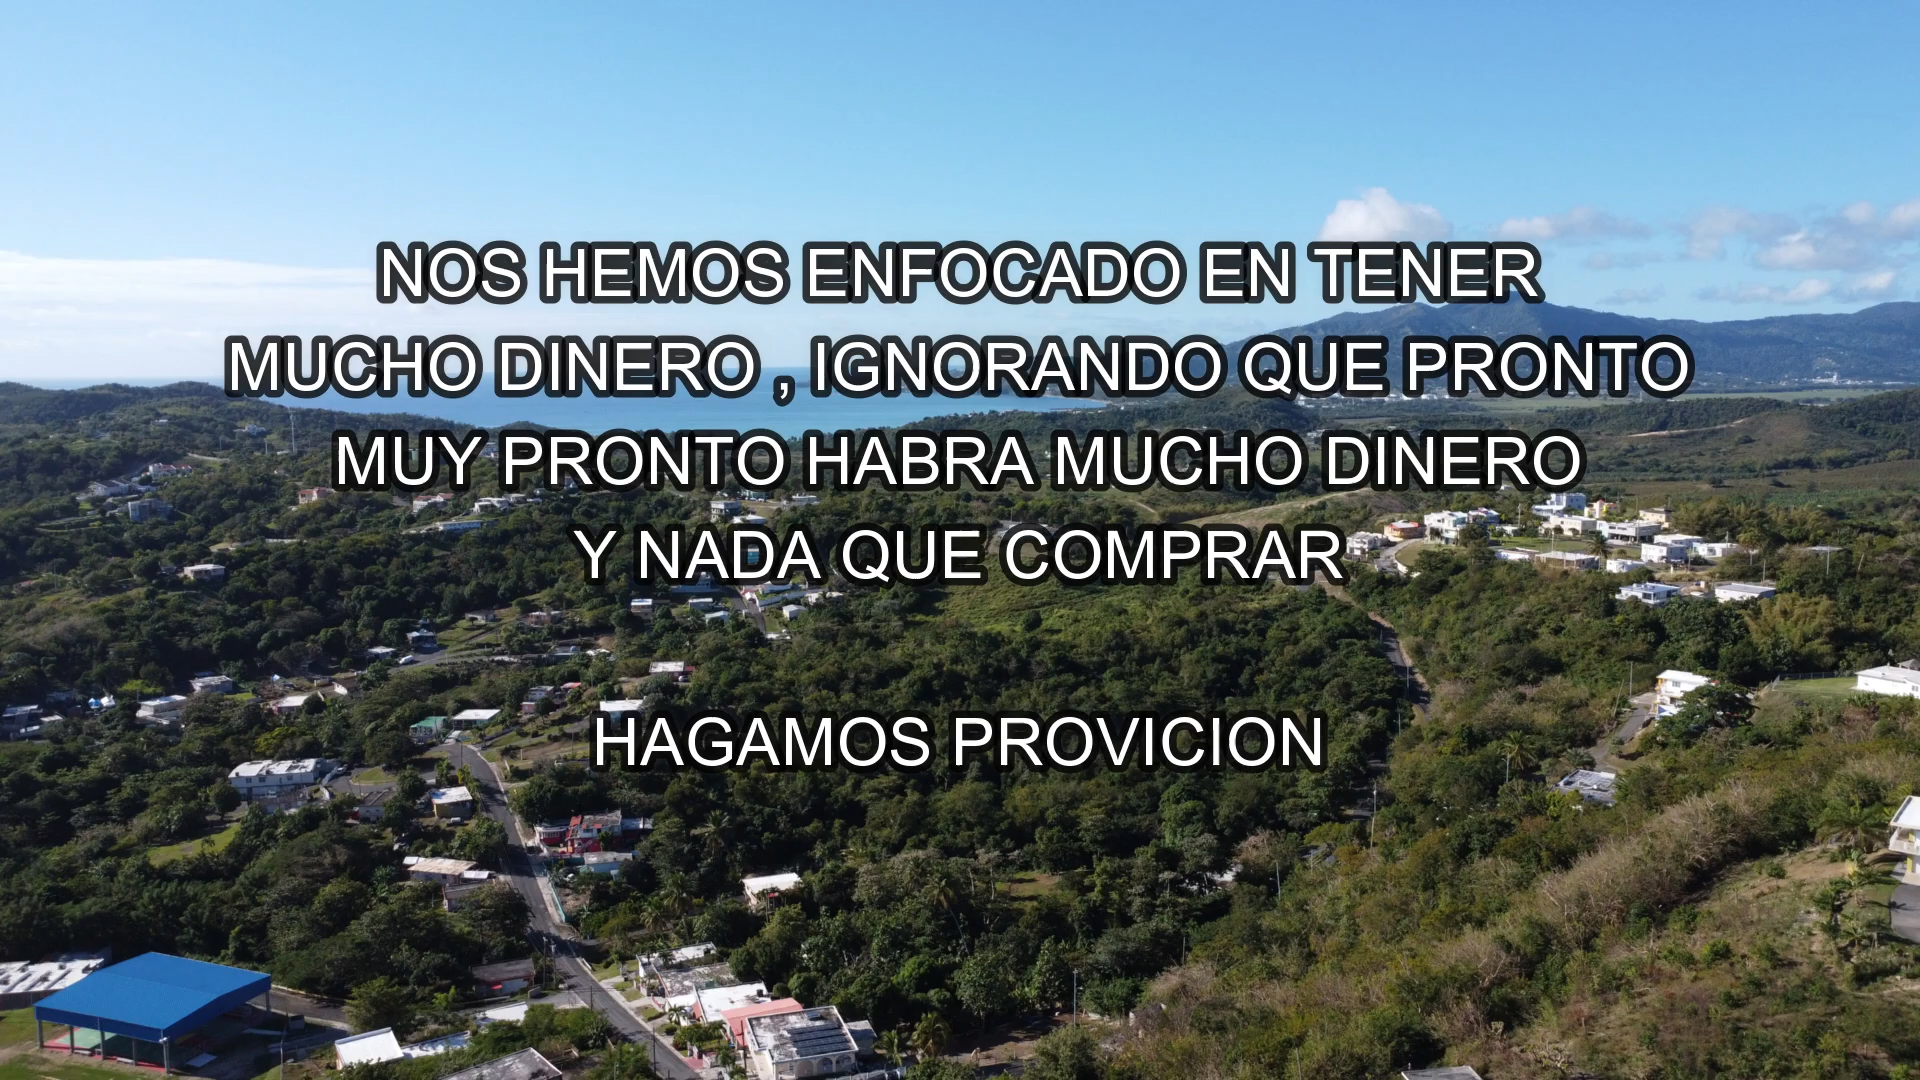 NOS HEMOS ENFOCADO EN TENER
MUCHO DINERO , IGNORANDO QUE PRONTO
MUY PRONTO HABRA MUCHO DINERO
Y NADA QUE COMPRAR
HAGAMOS PROVICION